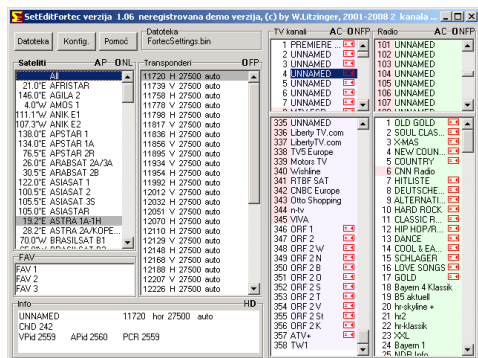 SetEditFortec verzija 1.06 neregistrovana demo verzija, (c) by W.Litzinger, 2001-2008 2 kanala ...
Datoteka
Konfig.
Pomoć
Datoteka
FortecSettings.bin
Sateliti AP ONL
All
21.0°E AFRISTAR
146.0°E AGILA 2
4.0°W AMOS 1
111.1°W ANIK E1
107.3°W ANIK E2
138.0°E APSTAR 1
134.0°E APSTAR 1A
76.5°E APSTAR 2R
26.0°E ARABSAT 2A/3A
30.5°E ARABSAT 2B
122.0°E ASIASAT 1
100.5°E ASIASAT 2
105.5°E ASIASAT 3S
105.0°E ASIASTAR
19.2°E ASTRA 1A-1H
28.2°E ASTRA 2A/KOPE...
70.0°W BRASILSAT B1
FAV
FAV 1
FAV 2
FAV 3
Transponderi OFP
11720 H 27500 auto
11739 V 27500 auto
11758 H 27500 auto
11778 V 27500 auto
11798 H 27500 auto
11817 V 27500 auto
11836 H 27500 auto
11856 V 27500 auto
11895 V 27500 auto
11934 V 27500 auto
11954 H 27500 auto
11992 H 27500 auto
12012 V 27500 auto
12032 H 27500 auto
12051 V 27500 auto
12070 H 27500 auto
12110 H 27500 auto
12129 V 27500 auto
12148 H 27500 auto
12168 V 27500 auto
12188 H 27500 auto
12207 V 27500 auto
12226 H 27500 auto
Info HD
UNNAMED 11720 hor 27500 auto
ChD 242
VPid 2559 APid 2560 PCR 2559
TV kanali AC ONFP
1 PREMIERE ...
2 UNNAMED
3 UNNAMED
4 UNNAMED
5 UNNAMED
6 UNNAMED
7 UNNAMED
335 UNNAMED
336 LibertyTV.com
337 LibertyTV.com
338 TV5 Europe
339 Motors TV
340 Wishline
341 RTBF SAT
342 CNBC Europe
343 Otto Shopping
344 n-tv
345 VIVA
346 ORF 1
347 ORF 2
348 ORF 2 W
349 ORF 2 N
350 ORF 2 B
351 ORF 2 O
352 ORF 2 S
353 ORF 2 T
354 ORF 2 V
355 ORF 2 St
356 ORF 2 K
357 ATV+
358 TW1
Radio AC ONFP
101 UNNAMED
102 UNNAMED
103 UNNAMED
104 UNNAMED
105 UNNAMED
106 UNNAMED
107 UNNAMED
1 OLD GOLD
2 SOUL CLAS...
3 X-MAS
4 NEW COUN...
5 COUNTRY
6 CNN Radio
7 HITLISTE
8 DEUTSCHE...
9 ALTERNATI...
10 HARD ROCK
11 CLASSIC R...
12 HIP HOP/R...
13 DANCE
14 COOL & EA...
15 SCHLAGER
16 LOVE SONGS
17 GOLD
18 Bayern 4 Klassik
19 B5 aktuell
20 hr-skyline +
21 hr2
22 hr-klassik
23 XXL
24 Bayern 1
25 NDR Info